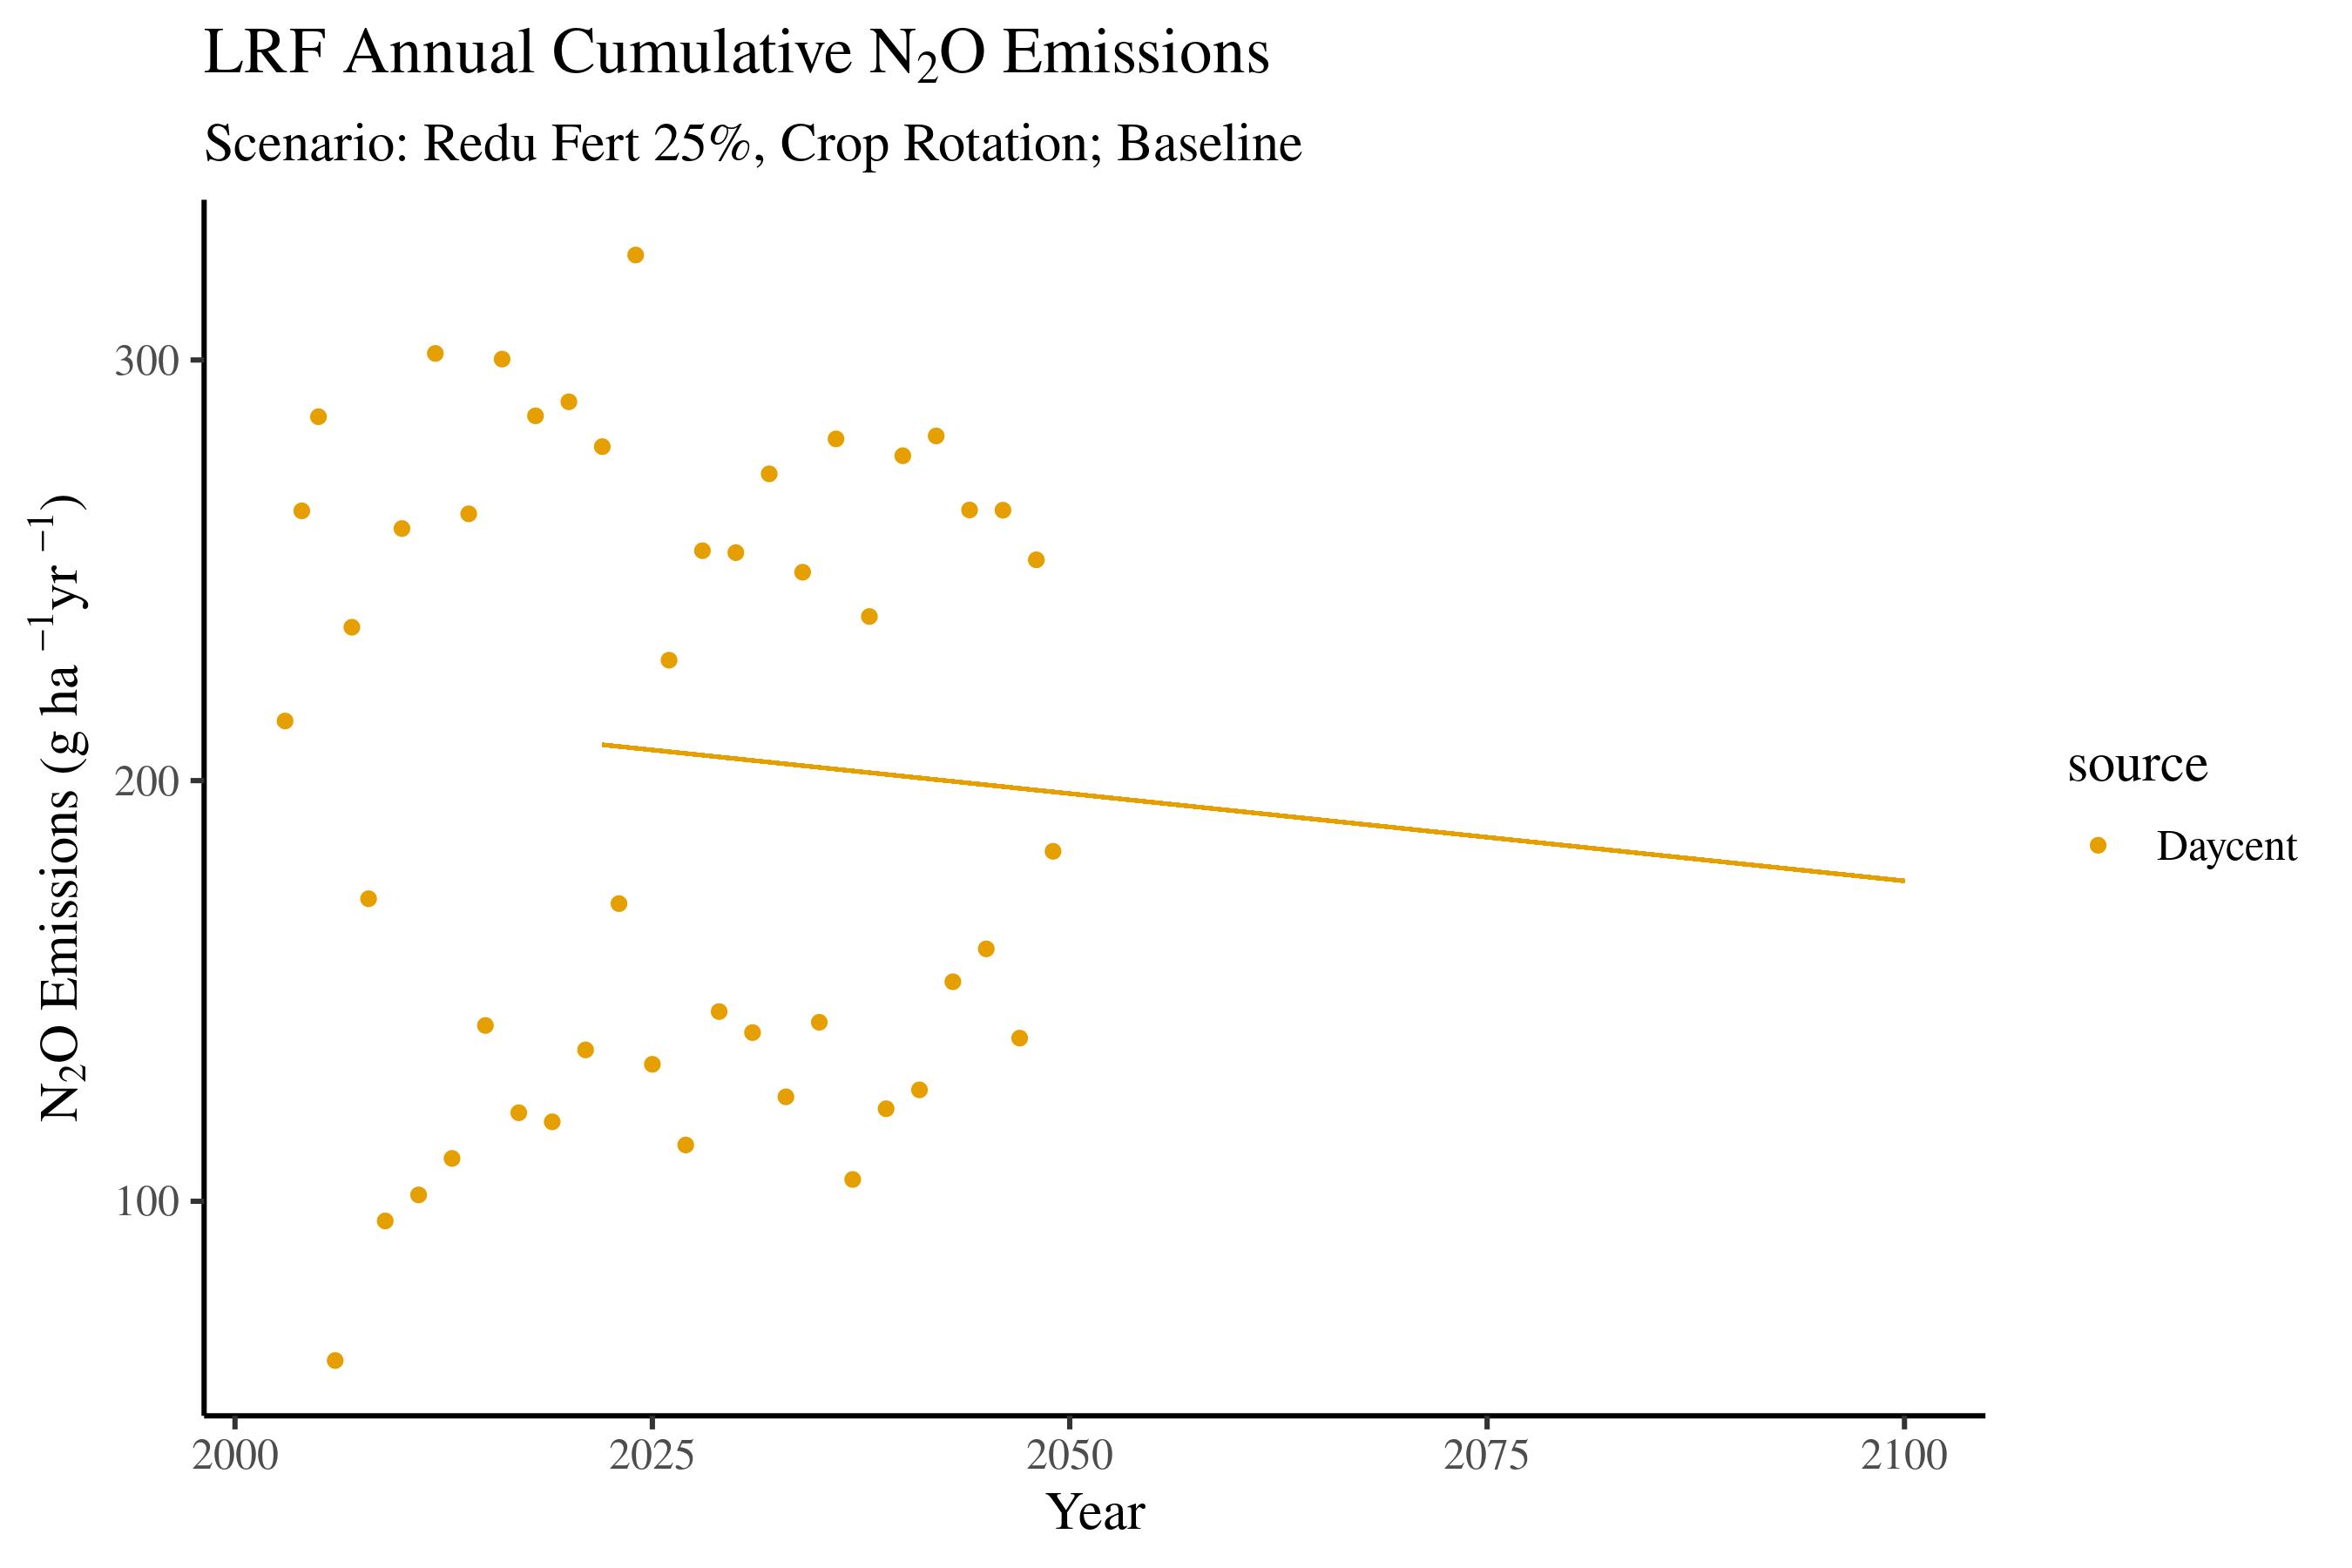 LRF Annual Cumulative N₂O Emissions
Scenario: Redu Fert 25%, Crop Rotation; Baseline
N₂O Emissions (g ha ⁻¹yr ⁻¹)
300
200
100
2000 2025 2050 2075 2100
Year
source
Daycent